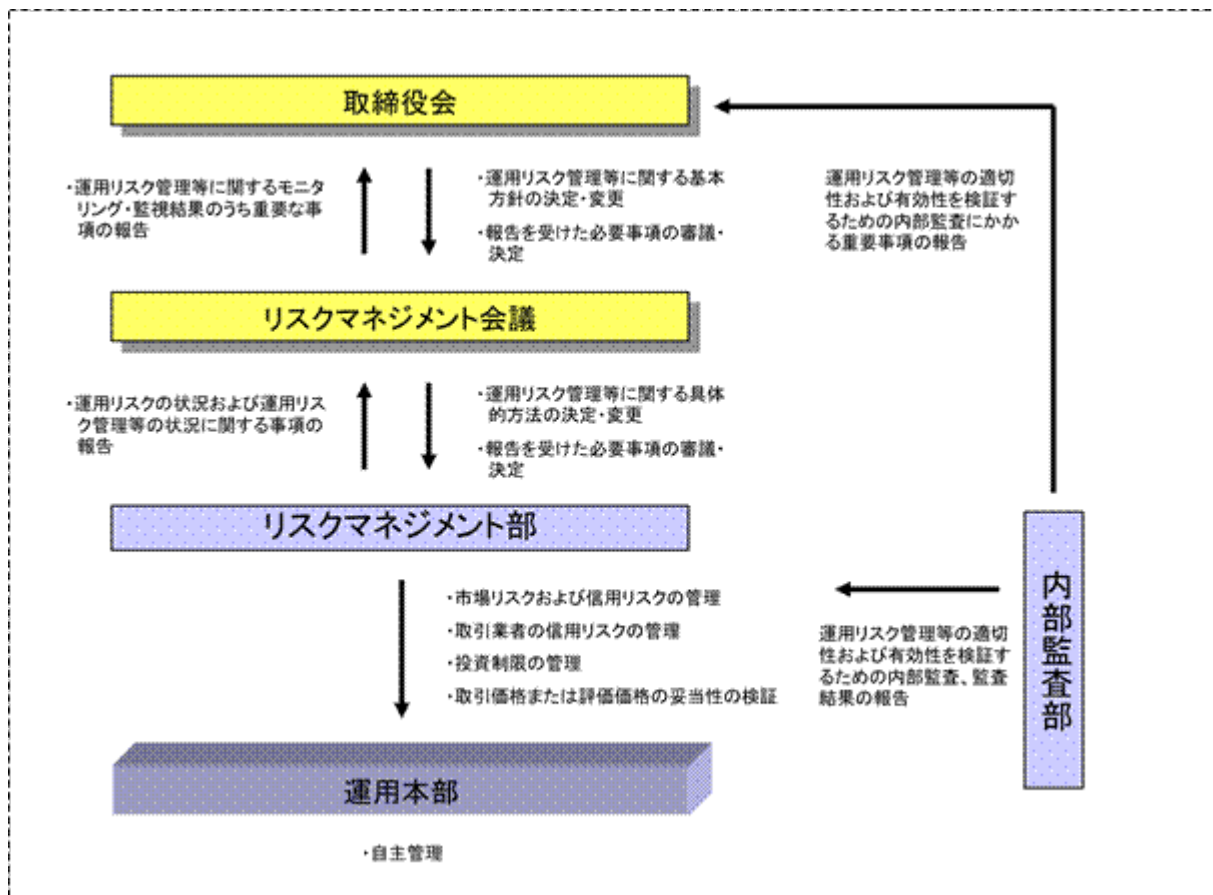 取締役会
・運用リスク管理等に関するモニ
タリング・監視結果のうち重要な事
項の報告
・運用リスク管理等に関する基本
方針の決定・変更
・報告を受けた必要事項の審議・
決定
運用リスク管理等の適切
性および有効性を検証す
るための内部監査にかか
る重要事項の報告
リスクマネジメント会議
・運用リスクの状況および運用リス
ク管理等の状況に関する事項の
報告
・運用リスク管理等に関する具体
的方法の決定・変更
・報告を受けた必要事項の審議・
決定
リスクマネジメント部
・市場リスクおよび信用リスクの管理
・取引業者の信用リスクの管理
・投資制限の管理
・取引価格または評価価格の妥当性の検証
運用リスク管理等の適切
性および有効性を検証す
るための内部監査、監査
結果の報告
内部監査部
運用本部
・自主管理